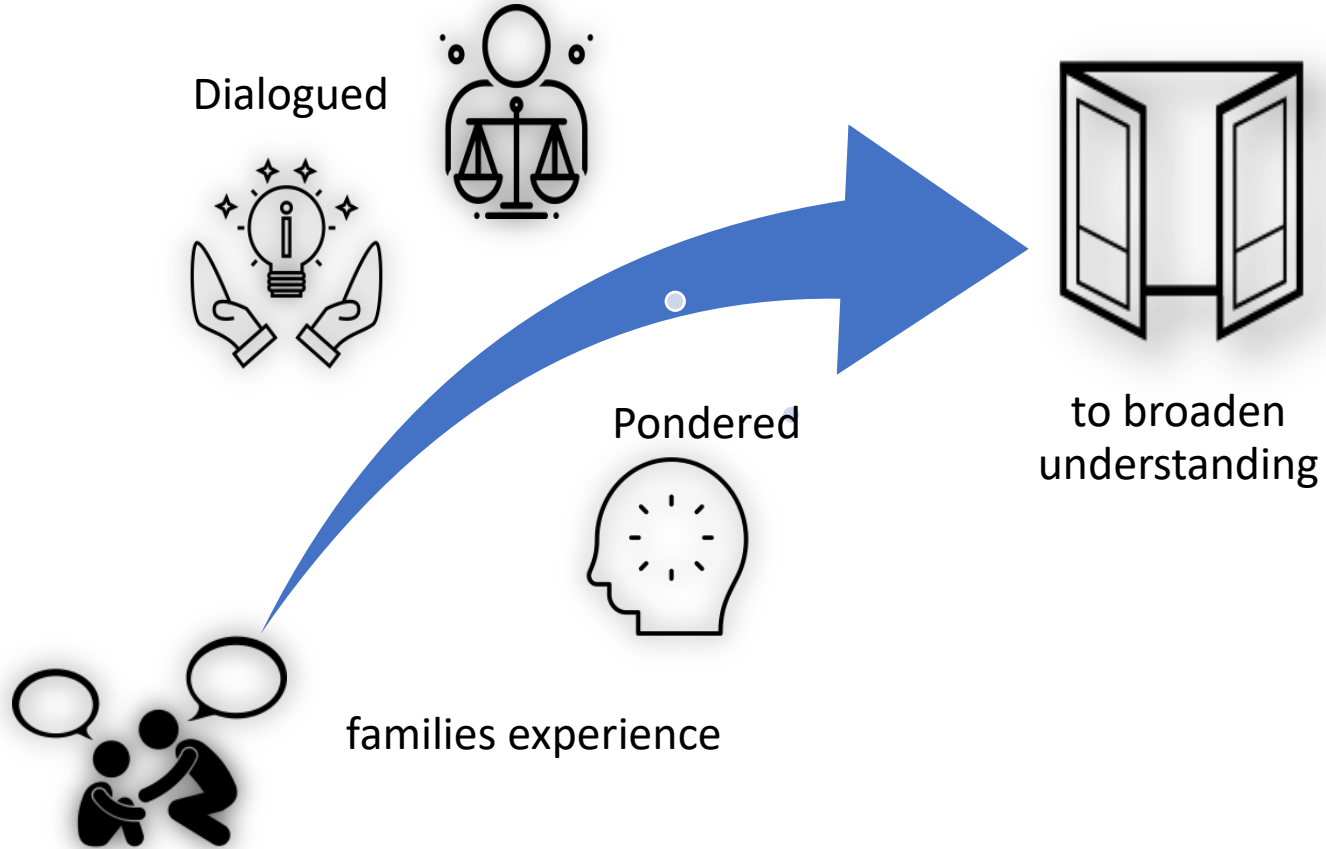 Dialogued
Pondered
to broaden
understanding
families experience